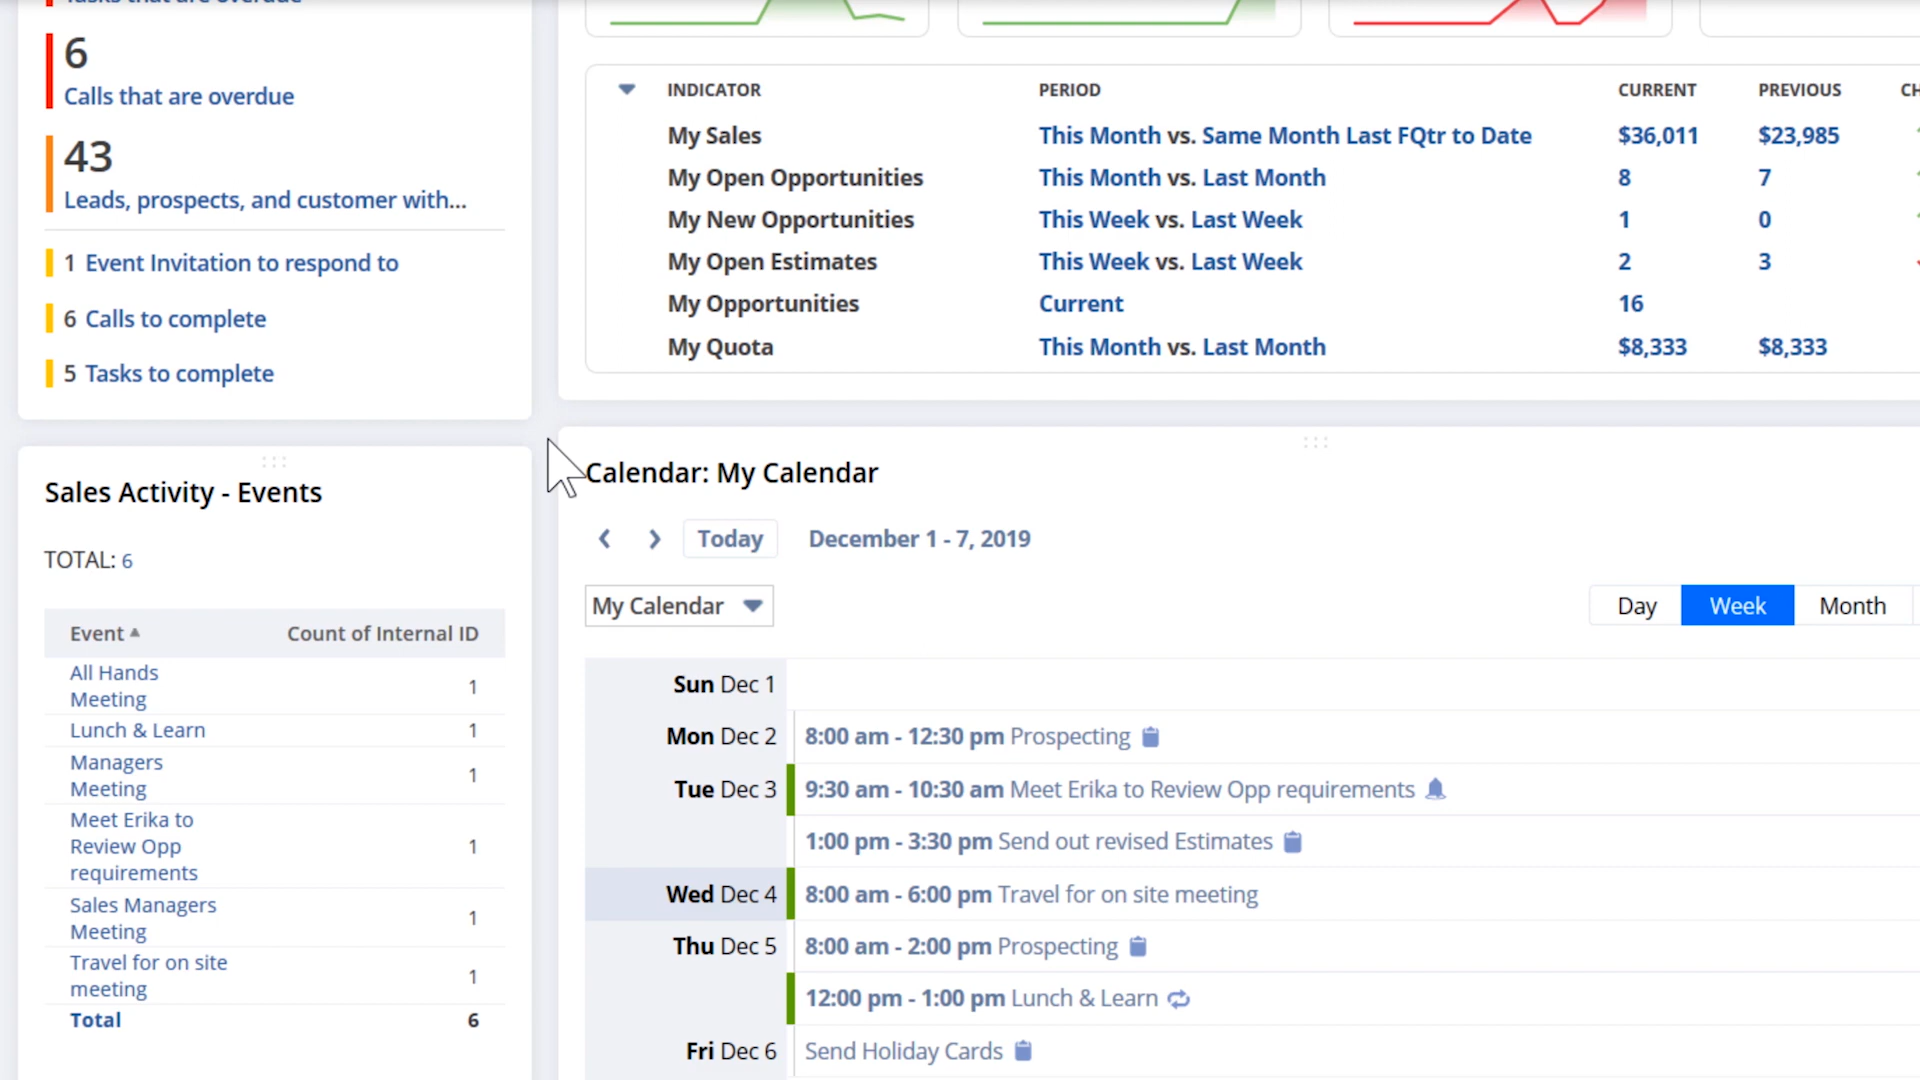 6
Calls that are overdue
43
Leads, prospects, and customer with...
1 Event Invitation to respond to
6 Calls to complete
5 Tasks to complete
Sales Activity - Events
TOTAL: 6
Event Count of Internal ID
All Hands
Meeting 1
Lunch & Learn 1
Managers
Meeting 1
Meet Erika to
Review Opp 1
requirements
Sales Managers
Meeting 1
Travel for on site
meeting 1
Total 6
INDICATOR PERIOD CURRENT PREVIOUS
My Sales This Month vs. Same Month Last FQtr to Date $36,011 $23,985
My Open Opportunities This Month vs. Last Month 8 7
My New Opportunities This Week vs. Last Week 1 0
My Open Estimates This Week vs. Last Week 2 3
My Opportunities Current 16
My Quota This Month vs. Last Month $8,333 $8,333
Calendar: My Calendar
Today December 1 - 7, 2019
My Calendar Day Week Month
Sun Dec 1
Mon Dec 2 8:00 am - 12:30 pm Prospecting
Tue Dec 3 9:30 am - 10:30 am Meet Erika to Review Opp requirements
1:00 pm - 3:30 pm Send out revised Estimates
Wed Dec 4 8:00 am - 6:00 pm Travel for on site meeting
Thu Dec 5 8:00 am - 2:00 pm Prospecting
12:00 pm - 1:00 pm Lunch & Learn
Fri Dec 6 Send Holiday Cards